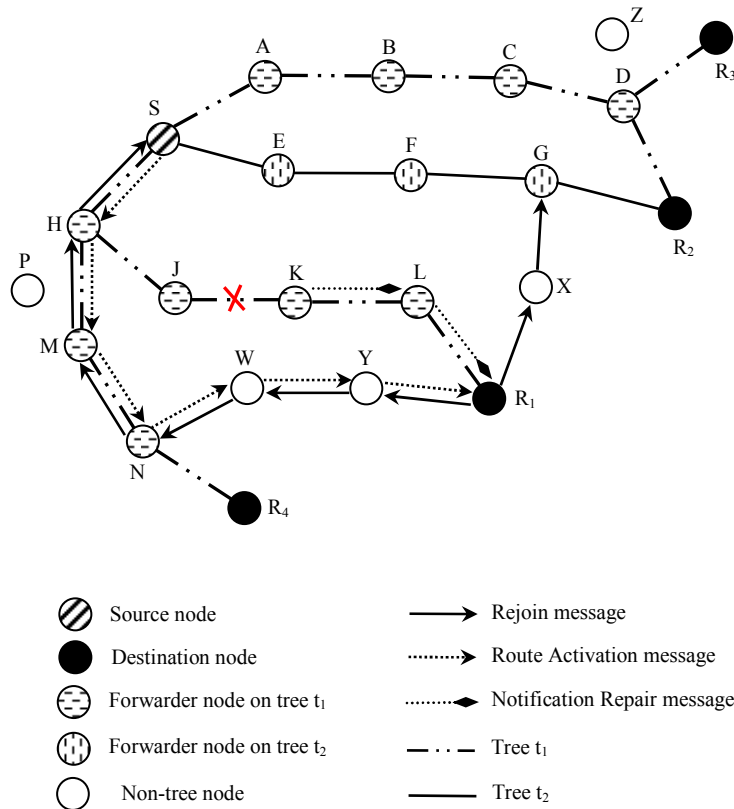 Z
A
B
C
D
R₃
S
E
F
G
H
R₂
P
J
K
L
X
M
W
Y
R₁
N
R₄
Source node
Rejoin message
Destination node
Route Activation message
Forwarder node on tree t₁
Notification Repair message
Forwarder node on tree t₂
Tree t₁
Non-tree node
Tree t₂